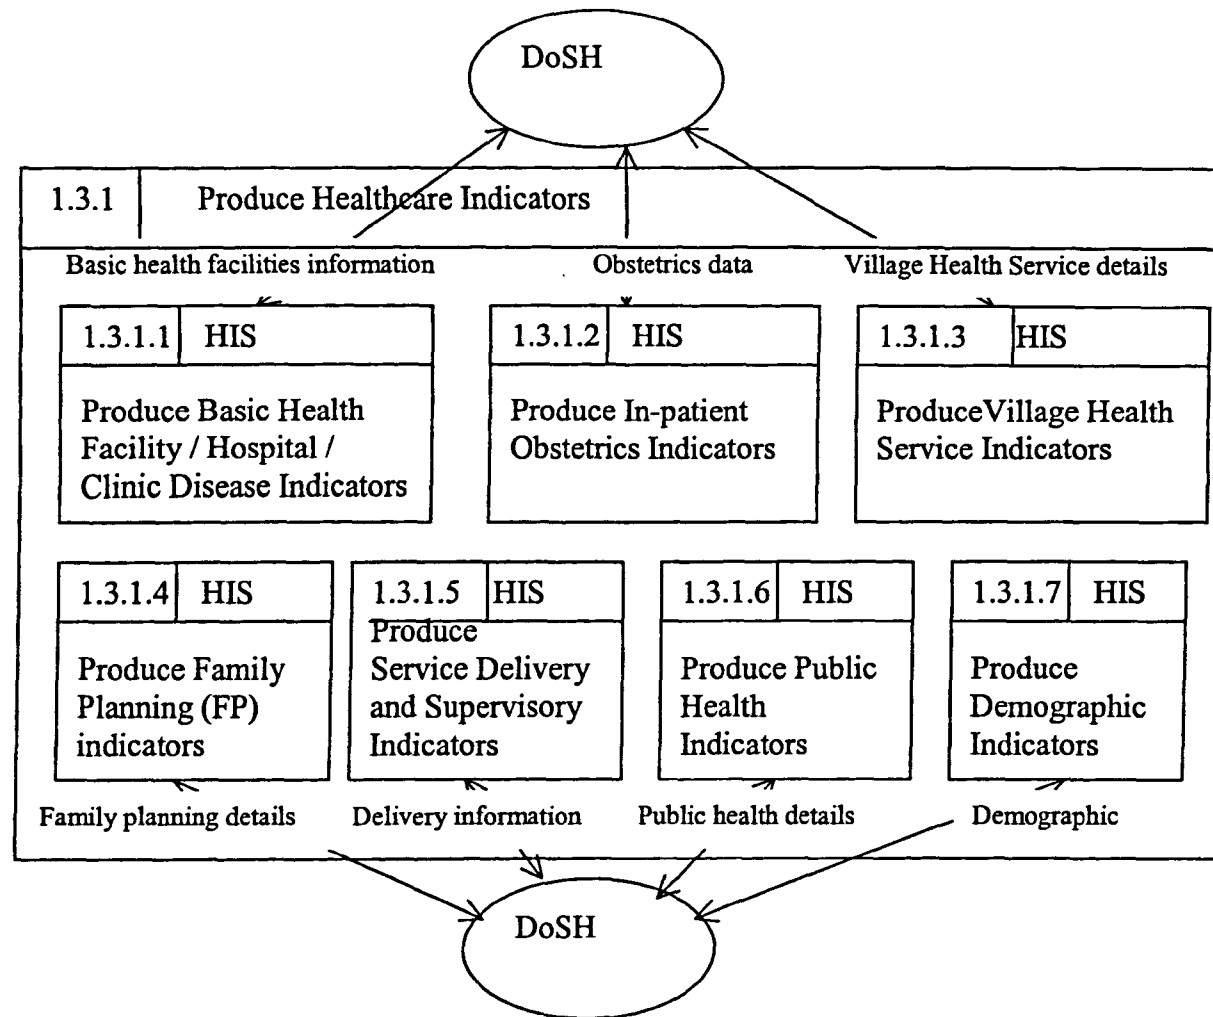 DoSH
1.3.1 Produce Healthcare Indicators
Basic health facilities information Obstetrics data Village Health Service details
1.3.1.1 HIS
Produce Basic Health
Facility / Hospital /
Clinic Disease Indicators
1.3.1.2 HIS
Produce In-patient
Obstetrics Indicators
1.3.1.3 HIS
ProduceVillage Health
Service Indicators
1.3.1.4 HIS
Produce Family
Planning (FP)
indicators
1.3.1.5 HIS
Produce
Service Delivery
and Supervisory
Indicators
1.3.1.6 HIS
Produce Public
Health
Indicators
1.3.1.7 HIS
Produce
Demographic
Indicators
Family planning details Delivery information Public health details Demographic
DoSH